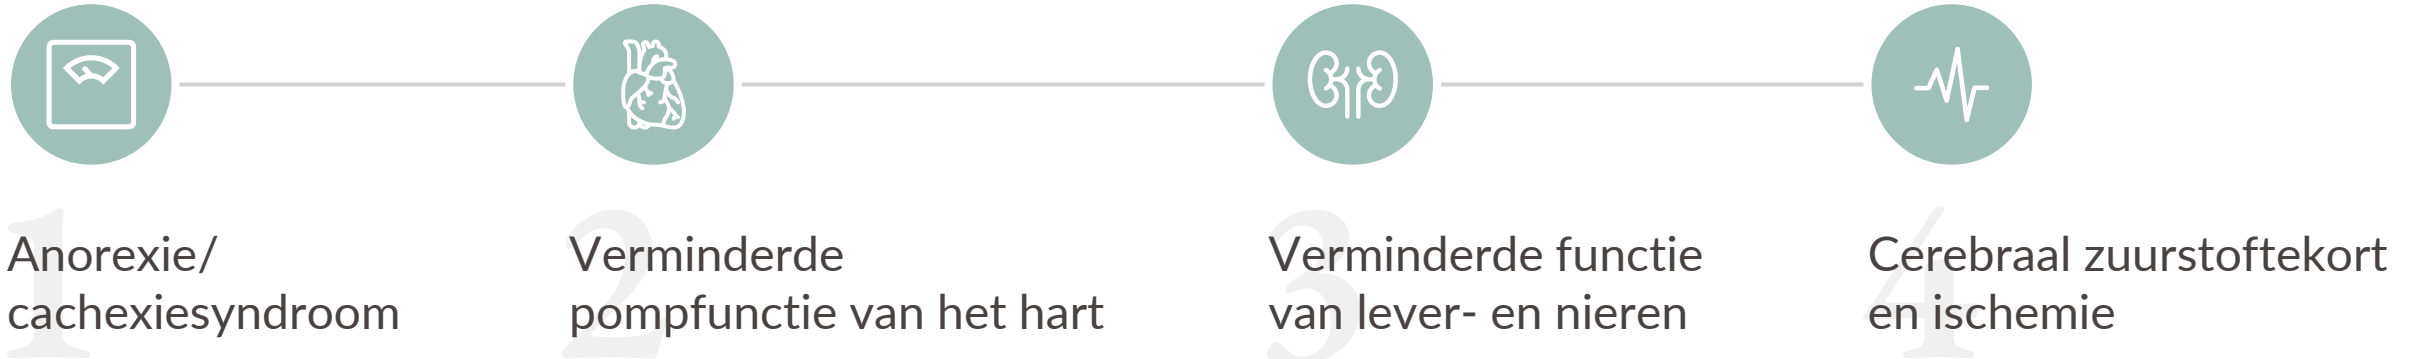 1
Anorexie/
cachexiesyndroom
2
Verminderde
pompfunctie van het hart
3
Verminderde functie
van lever- en nieren
4
Cerebraal zuurstoftekort
en ischemie